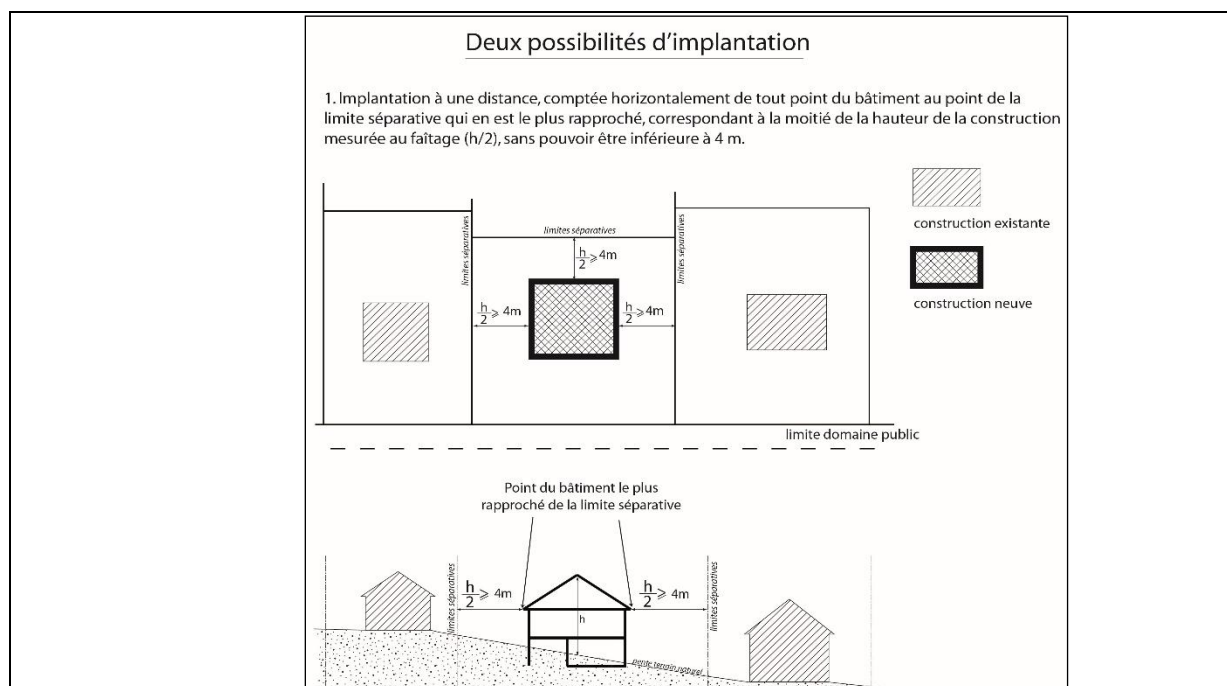 Deux possibilités d'implantation
1. Implantation à une distance, comptée horizontalement de tout point du bâtiment au point de la
limite séparative qui en est le plus rapproché, correspondant à la moitié de la hauteur de la construction
mesurée au faîtage (h/2), sans pouvoir être inférieure à 4 m.
construction existante
construction neuve
limites séparatives
limites séparatives
limites séparatives
h/2 ⩾ 4m
h/2 ⩾ 4m
h/2 ⩾ 4m
limite domaine public
Point du bâtiment le plus
rapproché de la limite séparative
limites séparatives
h/2 ⩾ 4m
h
h/2 ⩾ 4m
limites séparatives
pente terrain naturel